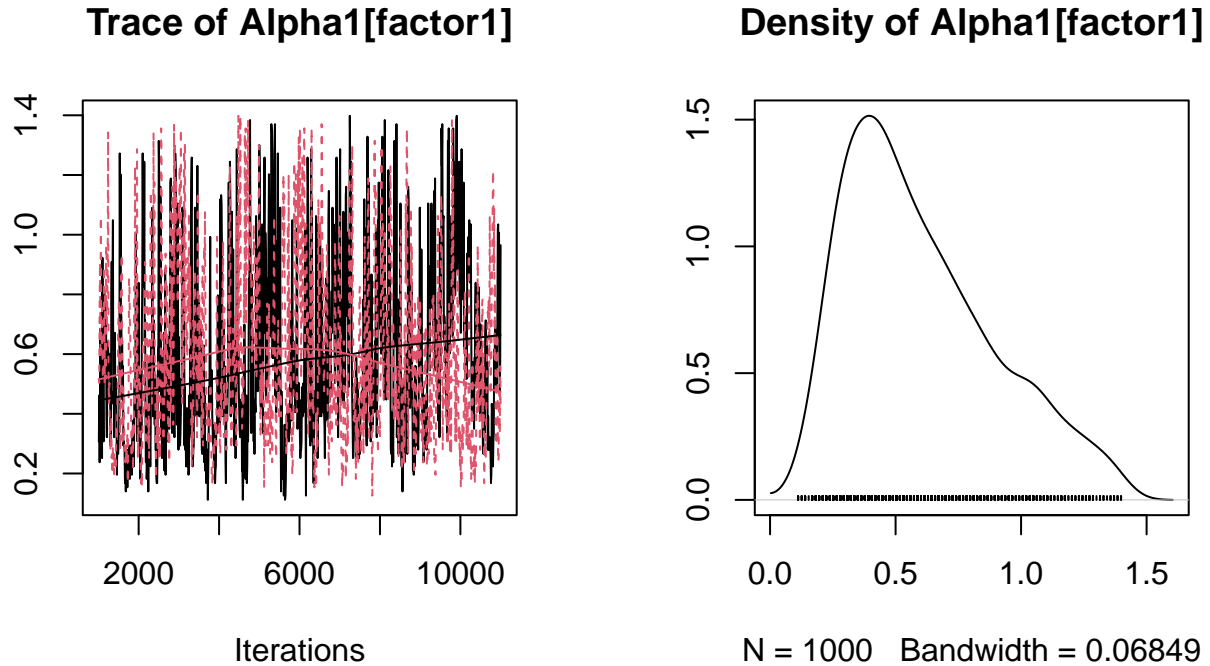 Trace of Alpha1[factor1]
1.4
1.0
0.6
0.2
2000 6000 10000
Iterations
Density of Alpha1[factor1]
1.5
1.0
0.5
0.0
0.0 0.5 1.0 1.5
N = 1000 Bandwidth = 0.06849